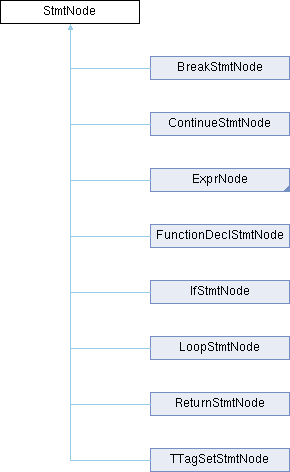 StmtNode
BreakStmtNode
ContinueStmtNode
ExprNode
FunctionDeclStmtNode
IfStmtNode
LoopStmtNode
ReturnStmtNode
TTagSetStmtNode